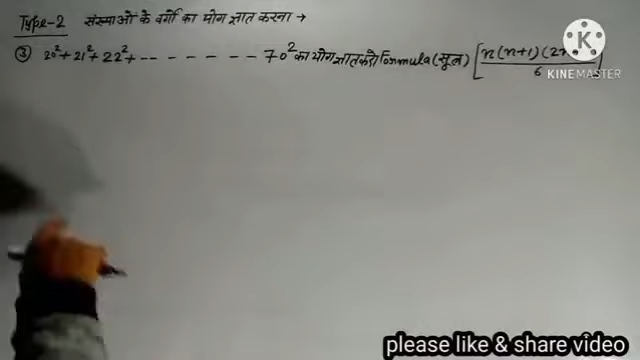 Type-2 संख्याओं के वर्गों का योग ज्ञात करना →
③ 20²+21²+22²+-------70² का योग ज्ञात करो Formula (सूत्र) [n(n+1)(2n+
6
KINEMASTER
please like & share video